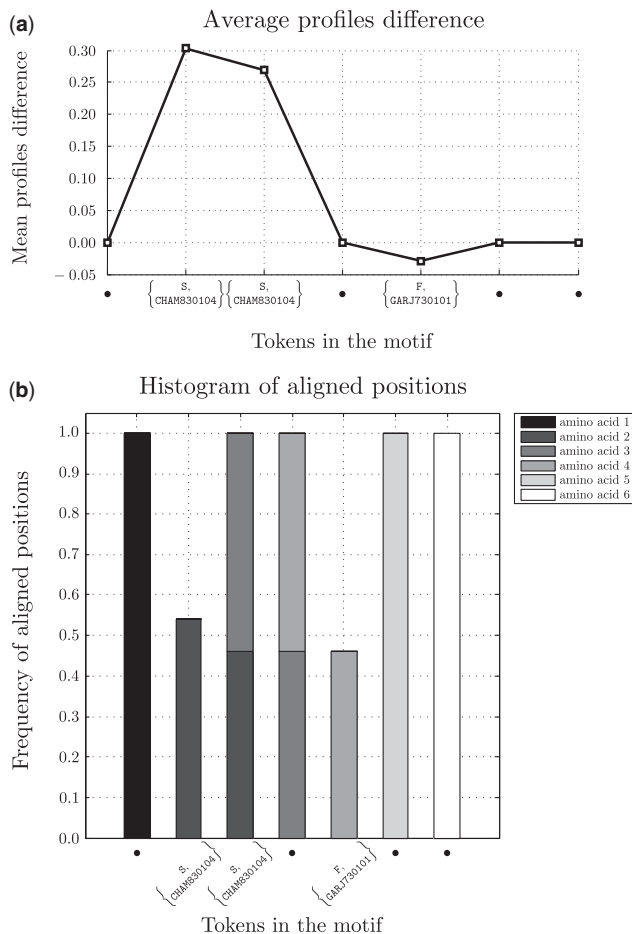 (a)
Average profiles difference
Mean profiles difference
0.30
0.25
0.20
0.15
0.10
0.05
0.00
−0.05
• {S, CHAM830104} {S, CHAM830104} • {F, GARJ730101} • •
Tokens in the motif
(b)
Histogram of aligned positions
Frequency of aligned positions
1.0
0.9
0.8
0.7
0.6
0.5
0.4
0.3
0.2
0.1
0.0
amino acid 1
amino acid 2
amino acid 3
amino acid 4
amino acid 5
amino acid 6
• {S, CHAM830104} {S, CHAM830104} • {F, GARJ730101} • •
Tokens in the motif